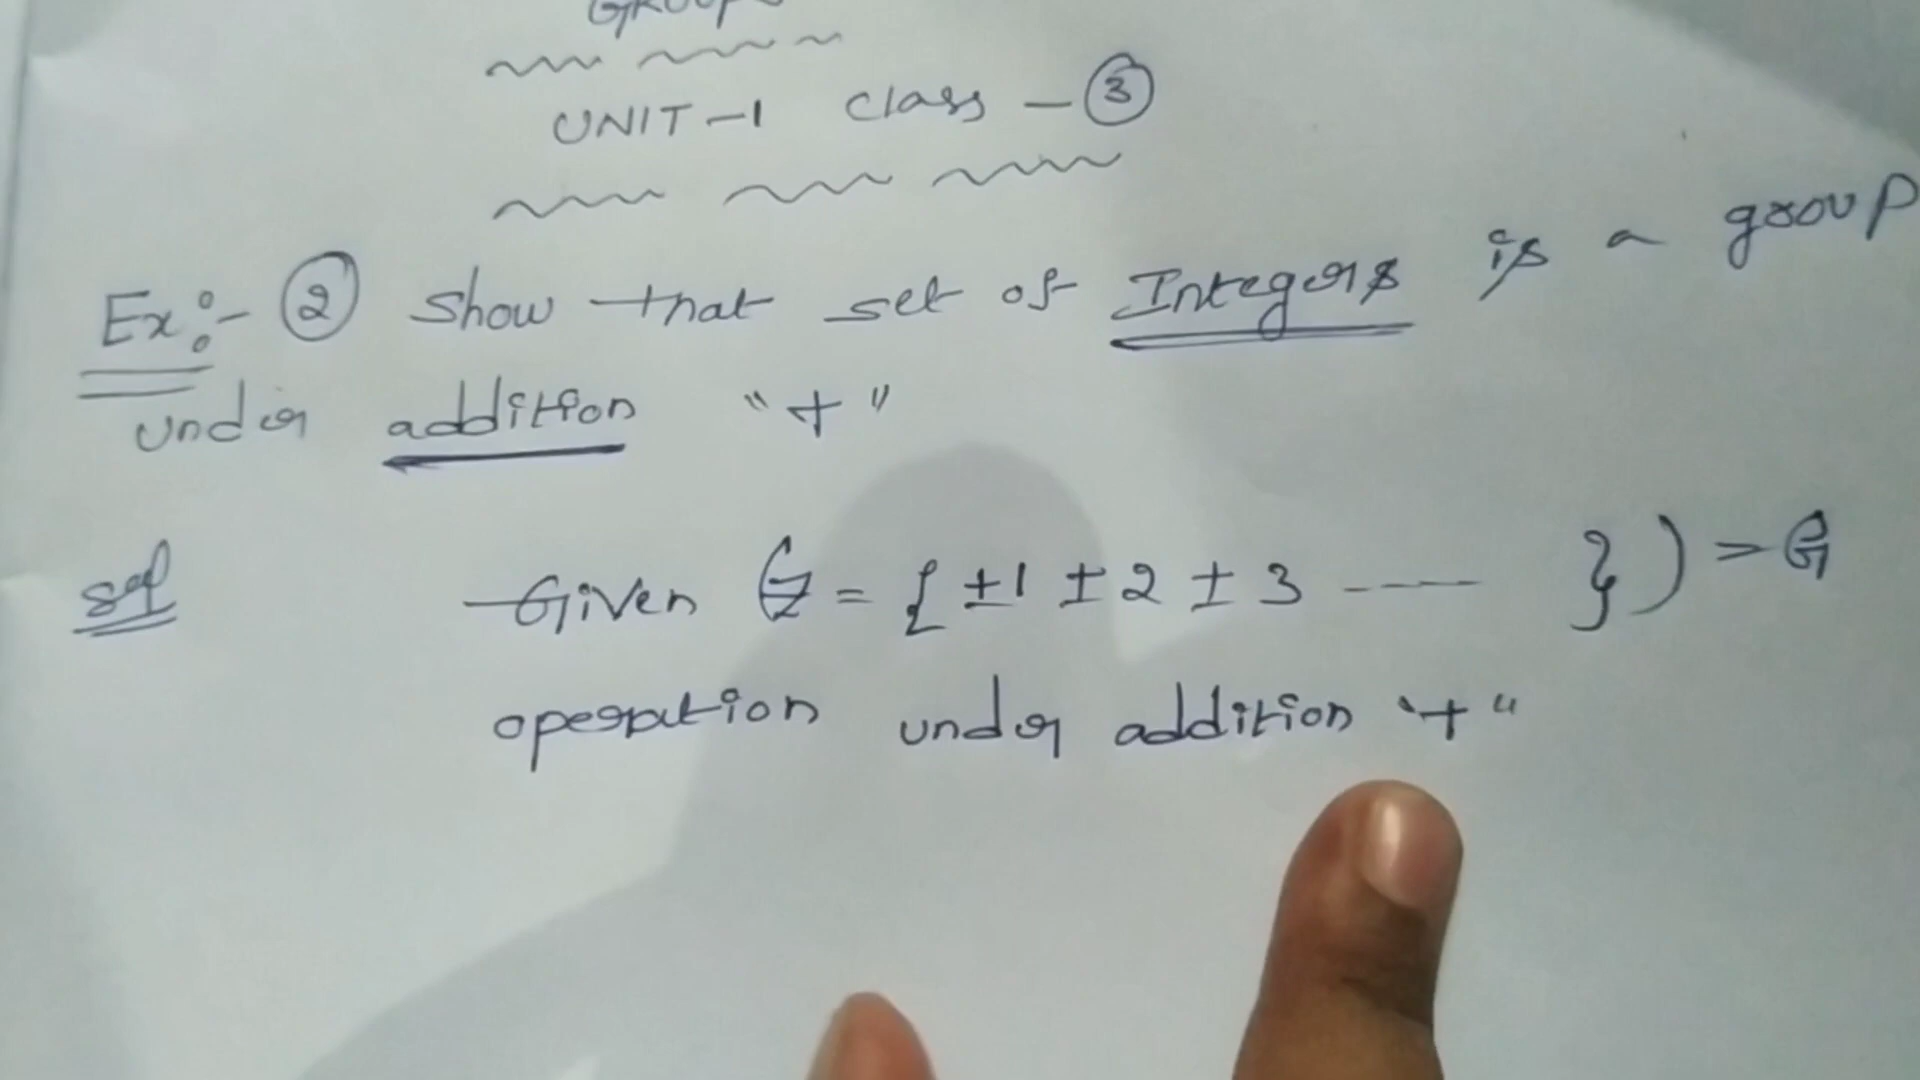 GROUP
UNIT-1 class - 3
Ex:- 2 show that set of Integers is a group
under addition "+"
sol Given G = { ±1 ±2 ±3 ---- } ) = G
operation under addition "+"